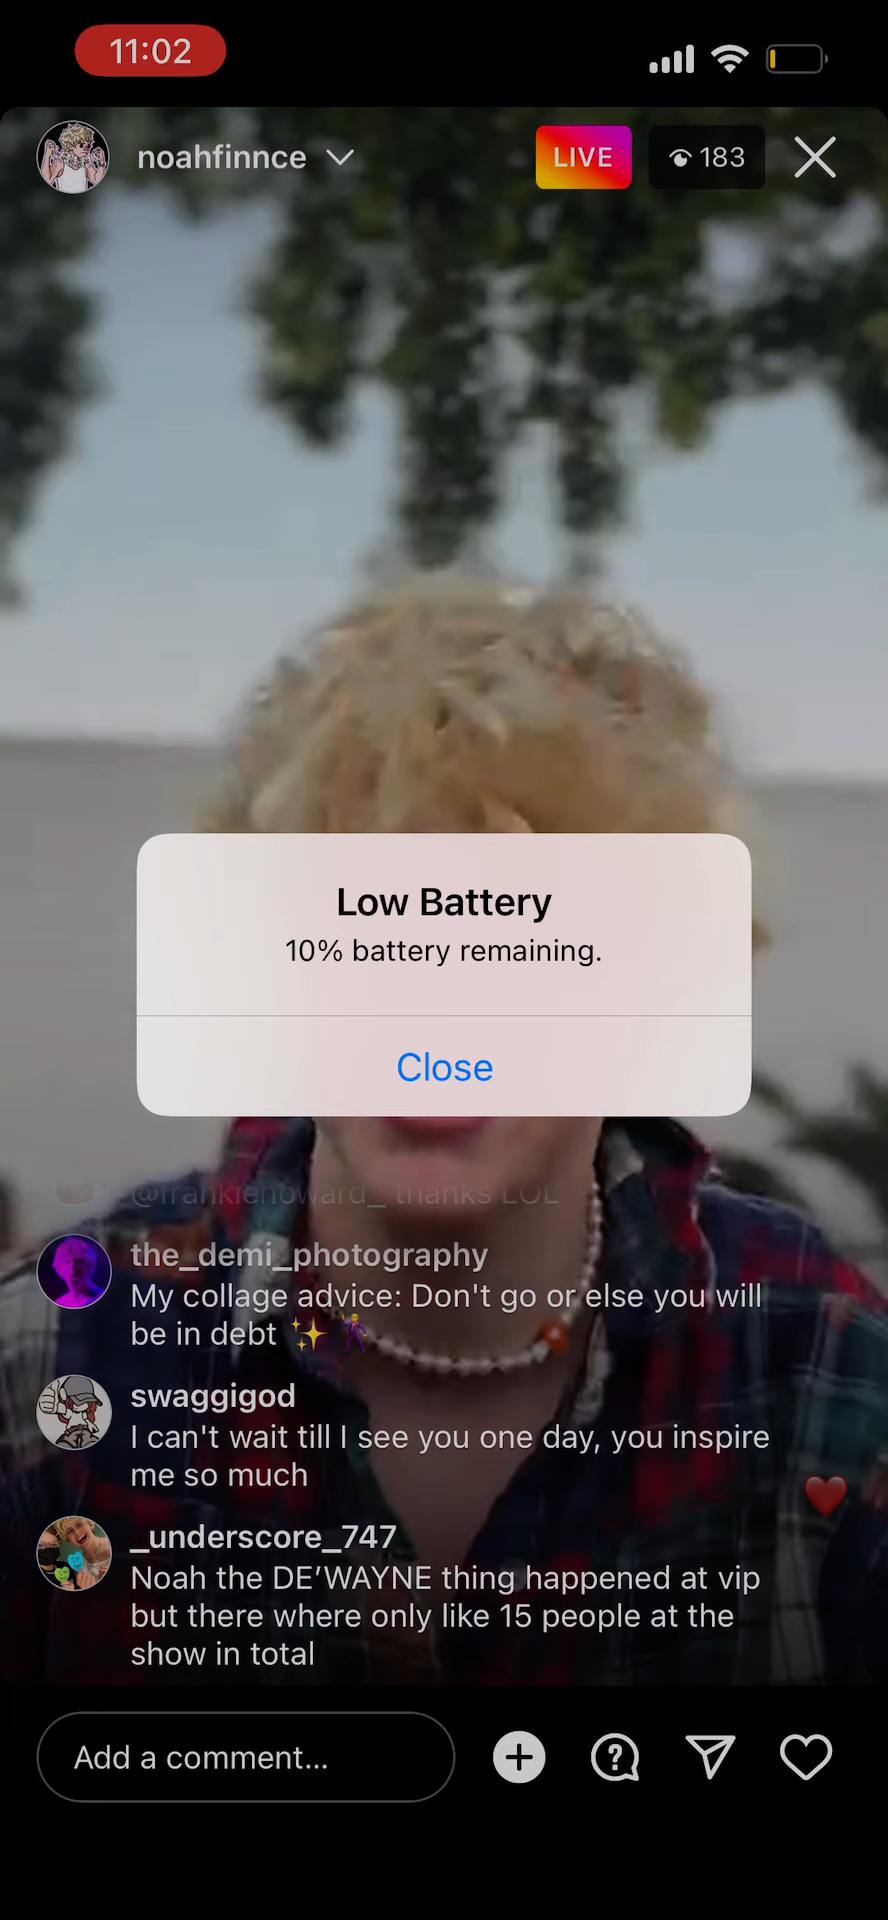 11:02
noahfinnce
LIVE
183
Low Battery
10% battery remaining.
Close
@frankiehoward_ thanks LOL
the_demi_photography
My collage advice: Don't go or else you will
be in debt ✨🕺
swaggigod
I can't wait till I see you one day, you inspire
me so much
_underscore_747
Noah the DE’WAYNE thing happened at vip
but there where only like 15 people at the
show in total
Add a comment...